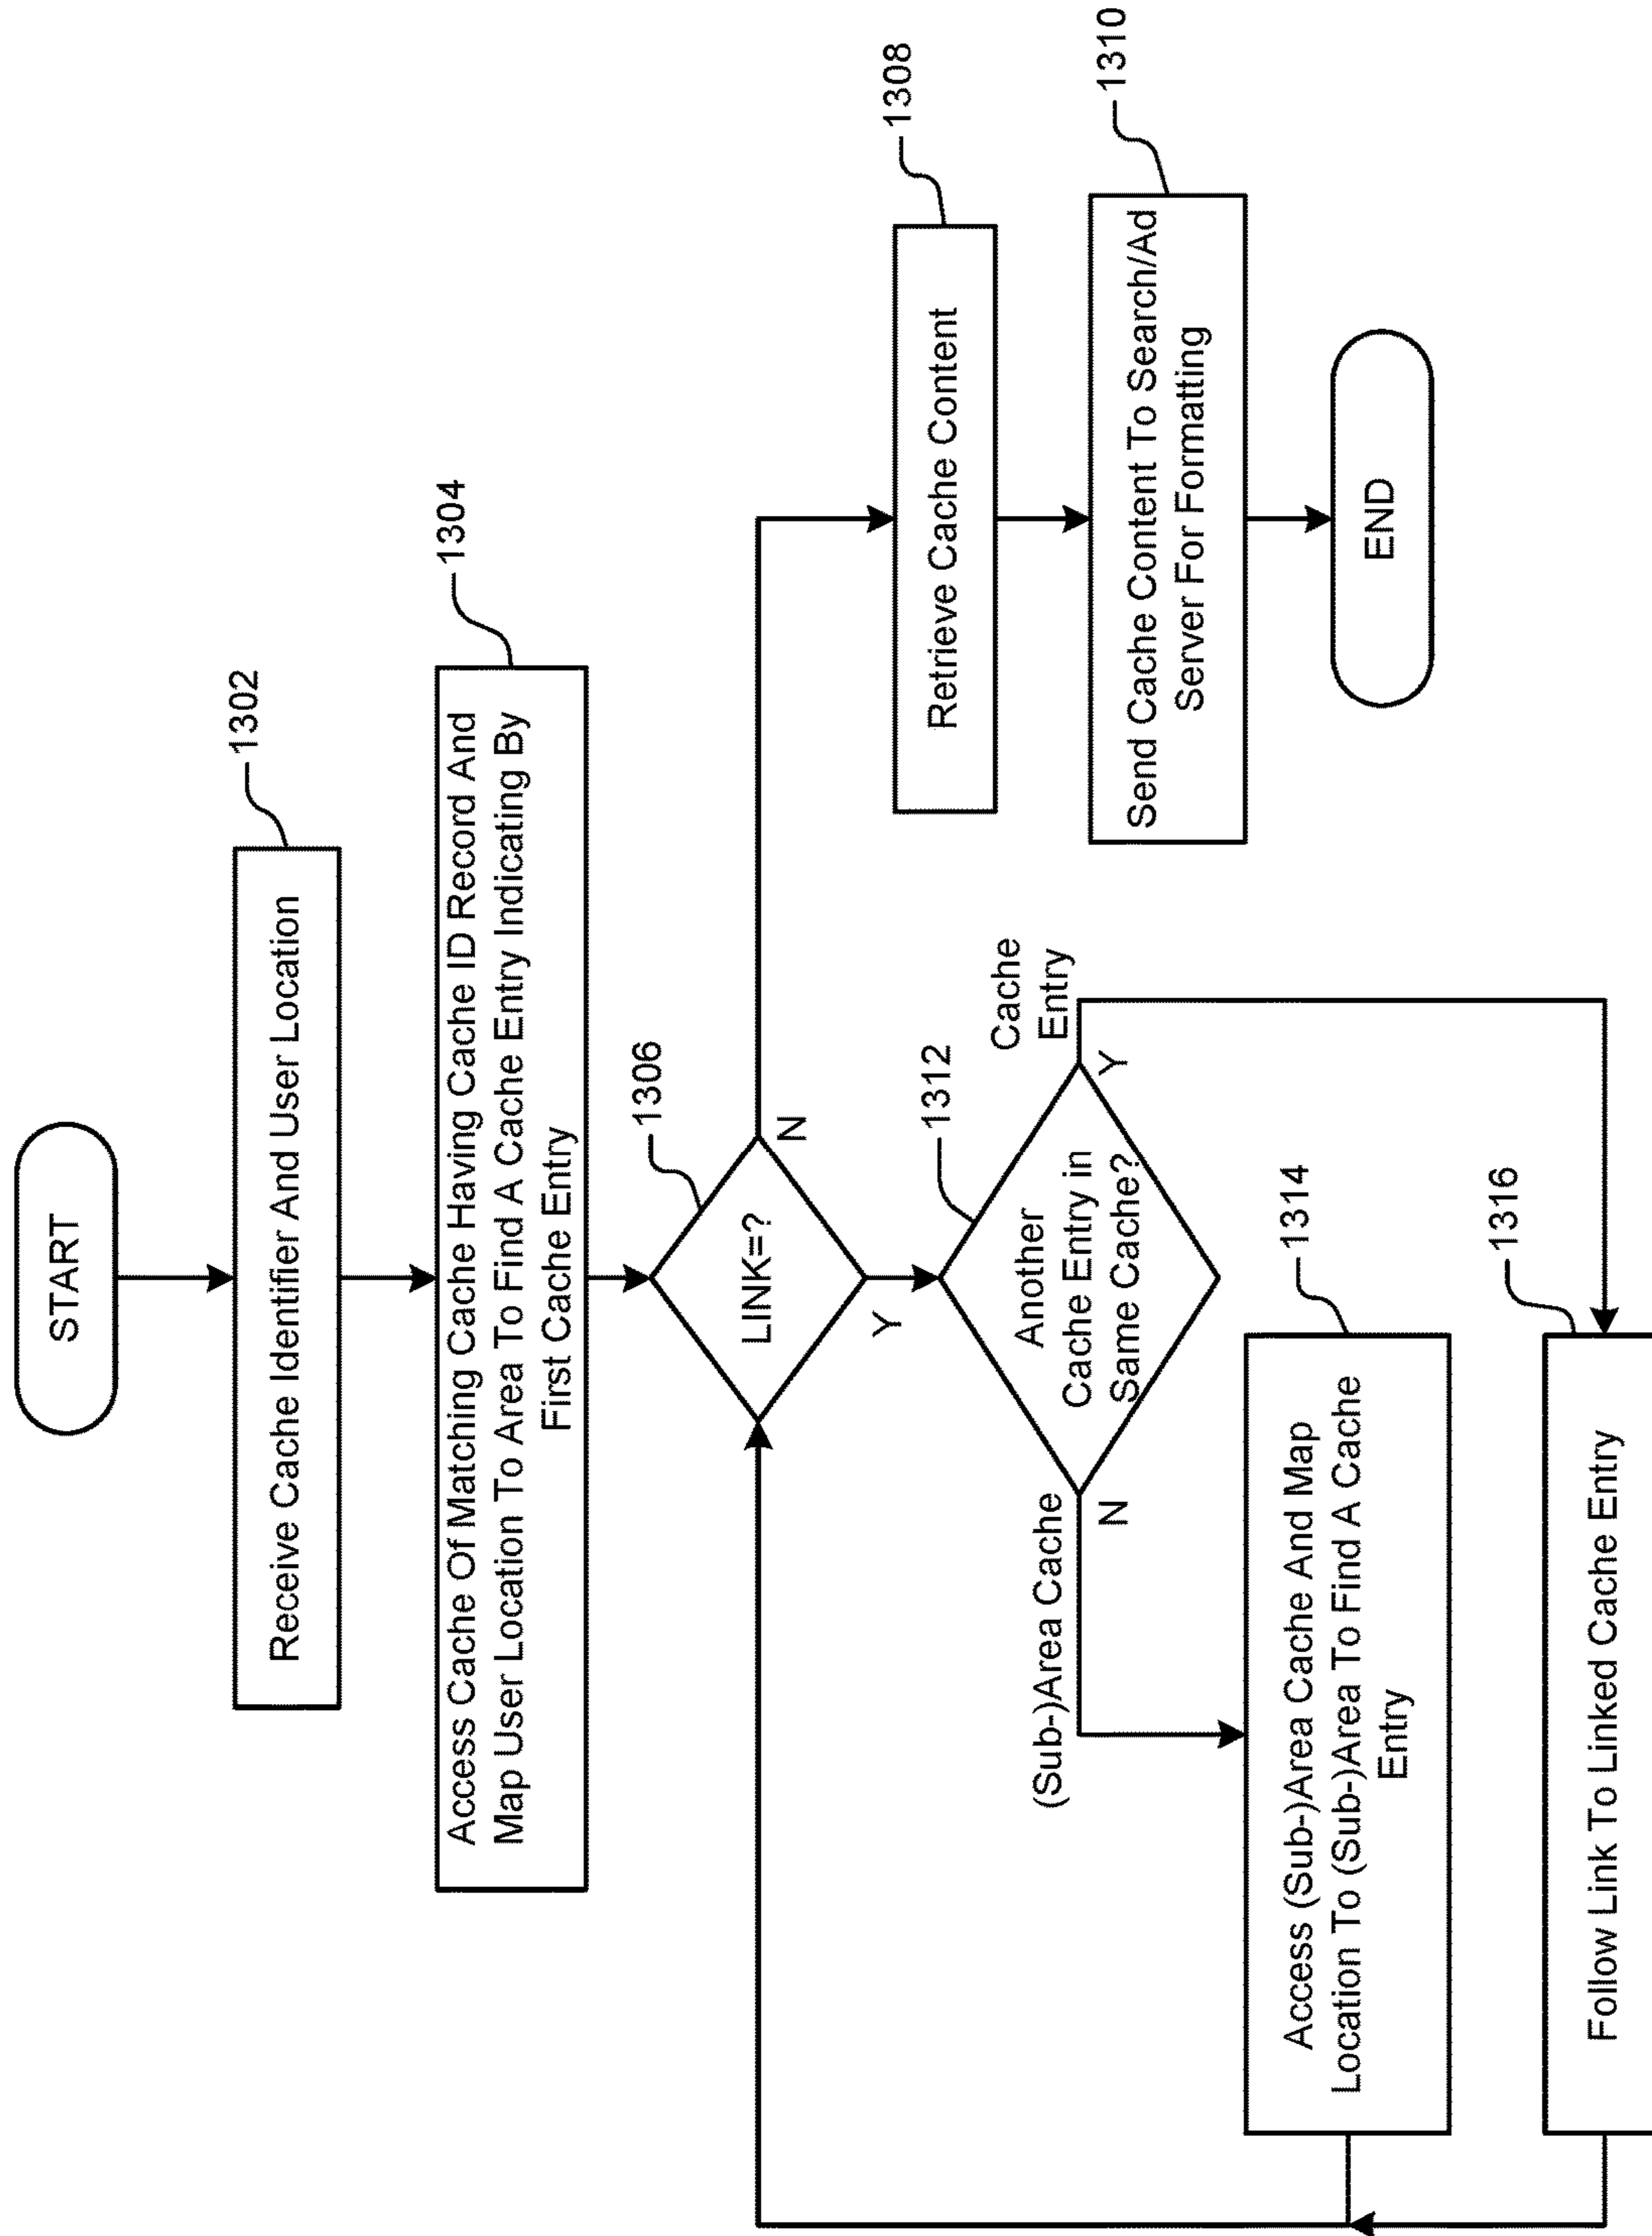 START
1302
Receive Cache Identifier And User Location
1304
Access Cache Of Matching Cache Having Cache ID Record And
Map User Location To Area To Find A Cache Entry Indicating By
First Cache Entry
1306
LINK=?
N
Y
1308
Retrieve Cache Content
1310
Send Cache Content To Search/Ad
Server For Formatting
END
1312
Another
Cache Entry in
Same Cache?
Cache
Entry
Y
(Sub-)Area Cache
N
1314
Access (Sub-)Area Cache And Map
Location To (Sub-)Area To Find A Cache
Entry
1316
Follow Link To Linked Cache Entry